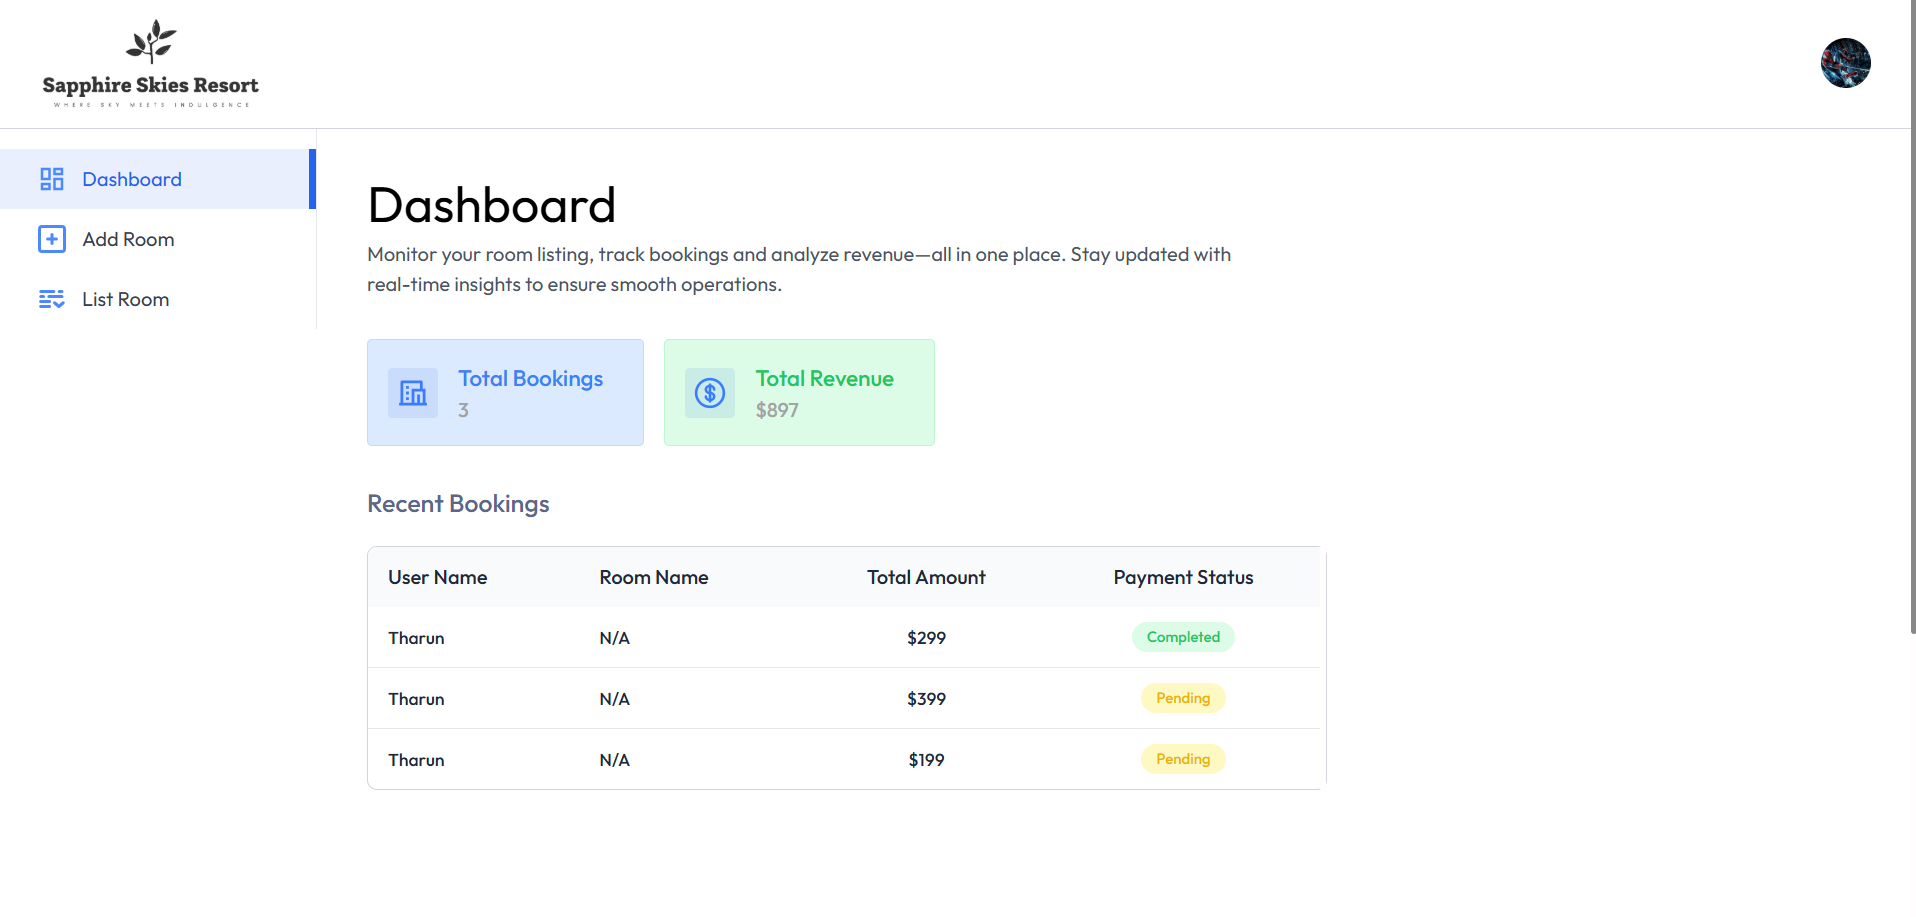 Sapphire Skies Resort
WHERE SKY MEETS INDULGENCE
Dashboard
Add Room
List Room
Dashboard
Monitor your room listing, track bookings and analyze revenue—all in one place. Stay updated with
real-time insights to ensure smooth operations.
Total Bookings
3
Total Revenue
$897
Recent Bookings
User Name Room Name Total Amount Payment Status
Tharun N/A $299 Completed
Tharun N/A $399 Pending
Tharun N/A $199 Pending